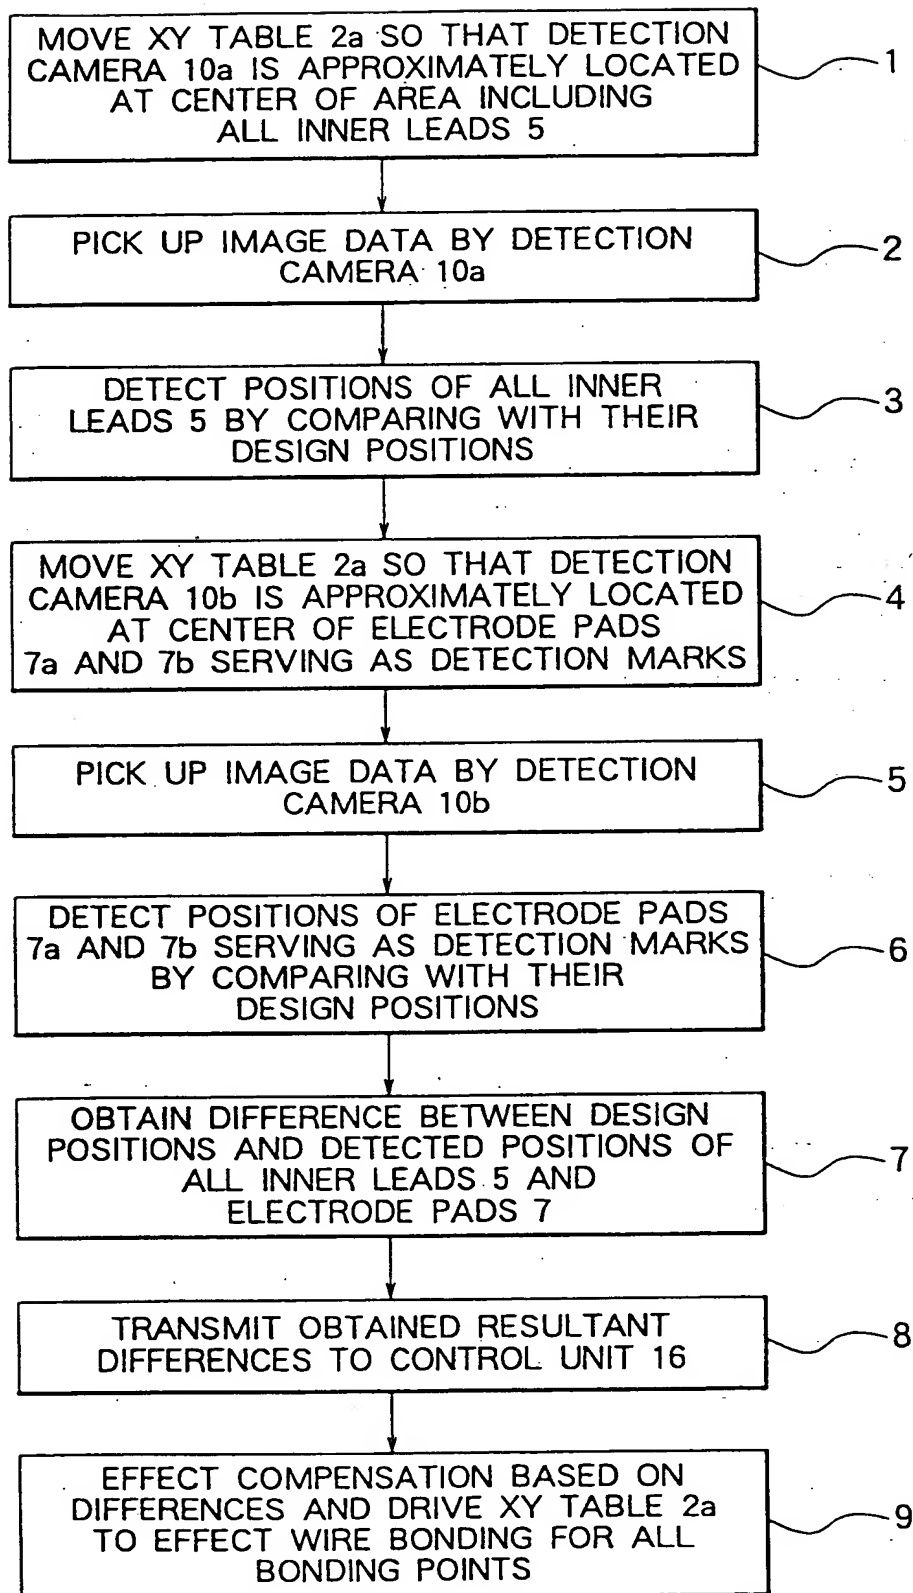 MOVE XY TABLE 2a SO THAT DETECTION
CAMERA 10a IS APPROXIMATELY LOCATED
AT CENTER OF AREA INCLUDING
ALL INNER LEADS 5
1
PICK UP IMAGE DATA BY DETECTION
CAMERA 10a
2
DETECT POSITIONS OF ALL INNER
LEADS 5 BY COMPARING WITH THEIR
DESIGN POSITIONS
3
MOVE XY TABLE 2a SO THAT DETECTION
CAMERA 10b IS APPROXIMATELY LOCATED
AT CENTER OF ELECTRODE PADS
7a AND 7b SERVING AS DETECTION MARKS
4
PICK UP IMAGE DATA BY DETECTION
CAMERA 10b
5
DETECT POSITIONS OF ELECTRODE PADS
7a AND 7b SERVING AS DETECTION MARKS
BY COMPARING WITH THEIR
DESIGN POSITIONS
6
OBTAIN DIFFERENCE BETWEEN DESIGN
POSITIONS AND DETECTED POSITIONS OF
ALL INNER LEADS 5 AND
ELECTRODE PADS 7
7
TRANSMIT OBTAINED RESULTANT
DIFFERENCES TO CONTROL UNIT 16
8
EFFECT COMPENSATION BASED ON
DIFFERENCES AND DRIVE XY TABLE 2a
TO EFFECT WIRE BONDING FOR ALL
BONDING POINTS
9